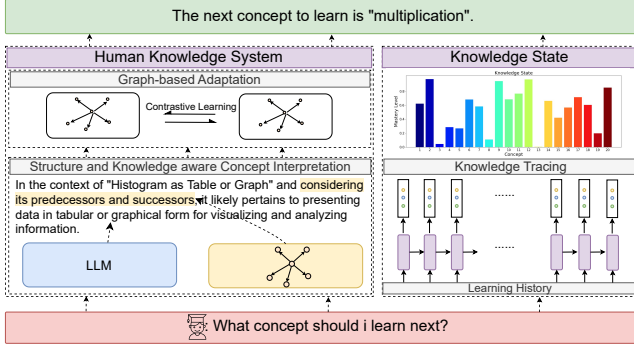 The next concept to learn is "multiplication".
Human Knowledge System
Graph-based Adaptation
Contrastive Learning
Structure and Knowledge aware Concept Interpretation
In the context of "Histogram as Table or Graph" and considering
its predecessors and successors, it likely pertains to presenting
data in tabular or graphical form for visualizing and analyzing
information.
LLM
Knowledge State
Knowledge State
Mastery Level
Concept
Knowledge Tracing
......
......
Learning History
What concept should i learn next?